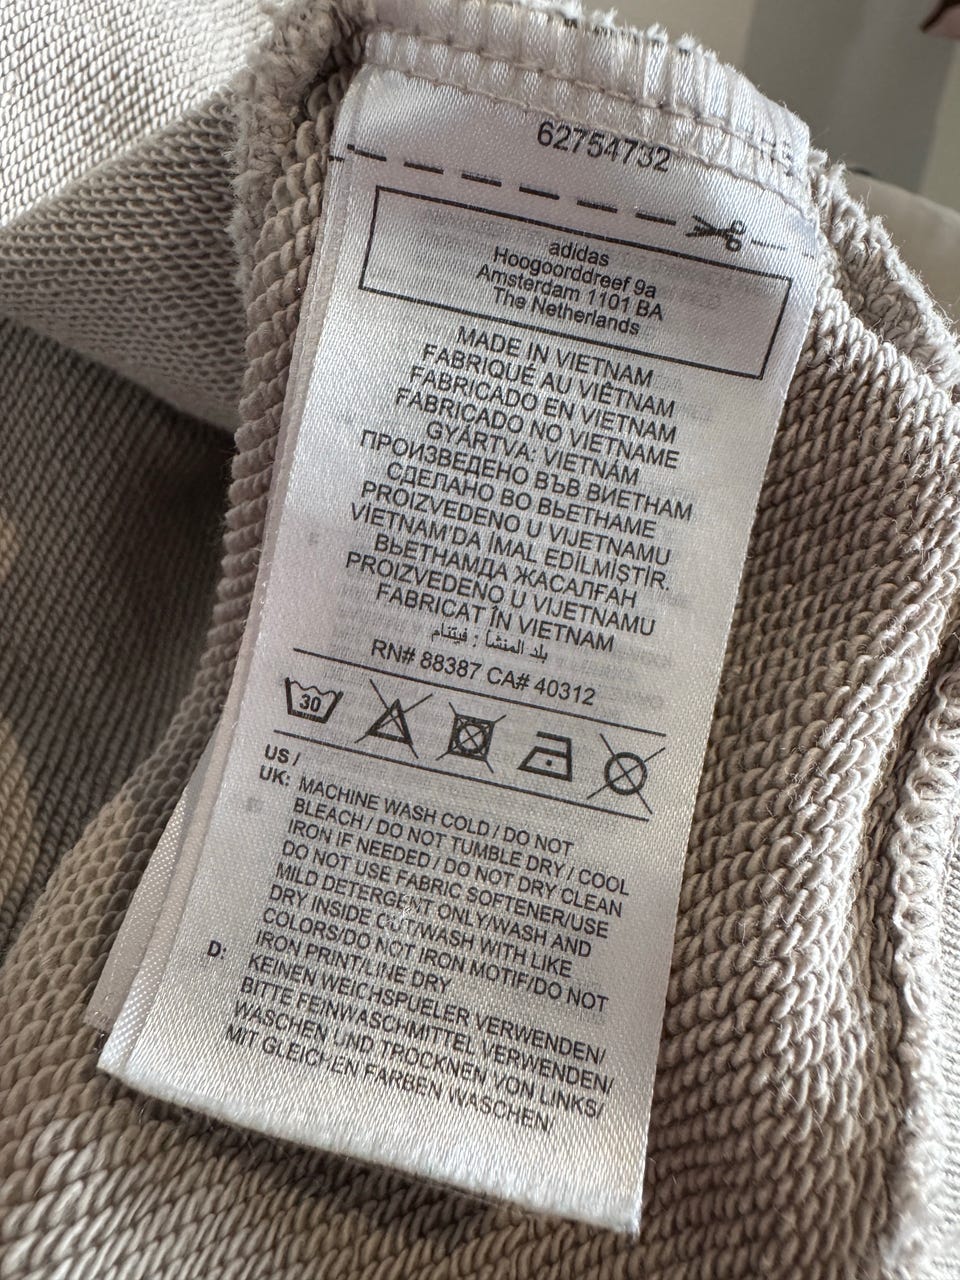 62754732
adidas
Hoogoorddreef 9a
Amsterdam 1101 BA
The Netherlands
MADE IN VIETNAM
FABRIQUÉ AU VIÊTNAM
FABRICADO EN VIETNAM
FABRICADO NO VIETNAME
GYÁRTVA: VIETNÁM
ПРОИЗВЕДЕНО ВЪВ ВИЕТНАМ
СДЕЛАНО ВО ВЬЕТНАМЕ
PROIZVEDENO U VIJETNAMU
VİETNAM DA İMAL EDİLMİŞTİR.
ВЬЕТНАМДА ЖАСАЛҒАН
PROIZVEDENO U VIJETNAMU
FABRICAT ÎN VIETNAM
بلد المنشأ : فيتنام
RN# 88387 CA# 40312
30
US /
UK: MACHINE WASH COLD / DO NOT
BLEACH / DO NOT TUMBLE DRY / COOL
IRON IF NEEDED / DO NOT DRY CLEAN
DO NOT USE FABRIC SOFTENER/USE
MILD DETERGENT ONLY/WASH AND
DRY INSIDE OUT/WASH WITH LIKE
COLORS/DO NOT IRON MOTIF/DO NOT
IRON PRINT/LINE DRY
D: KEINEN WEICHSPUELER VERWENDEN/
BITTE FEINWASCHMITTEL VERWENDEN/
WASCHEN UND TROCKNEN VON LINKS/
MIT GLEICHEN FARBEN WASCHEN